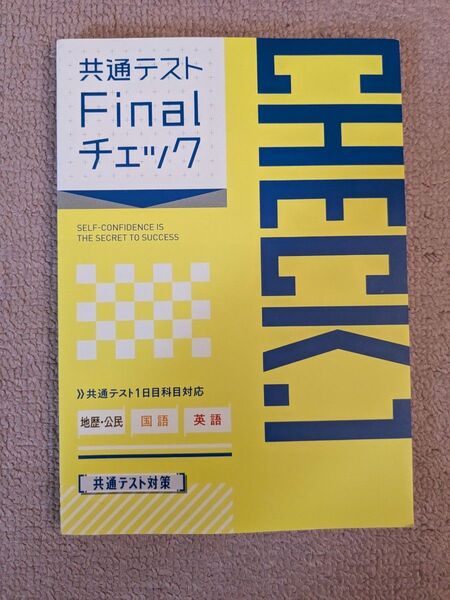 共通テスト
Final
チェック
CHECK.1
SELF-CONFIDENCE IS
THE SECRET TO SUCCESS
》共通テスト1日目科目対応
地歴・公民 国語 英語
共通テスト対策